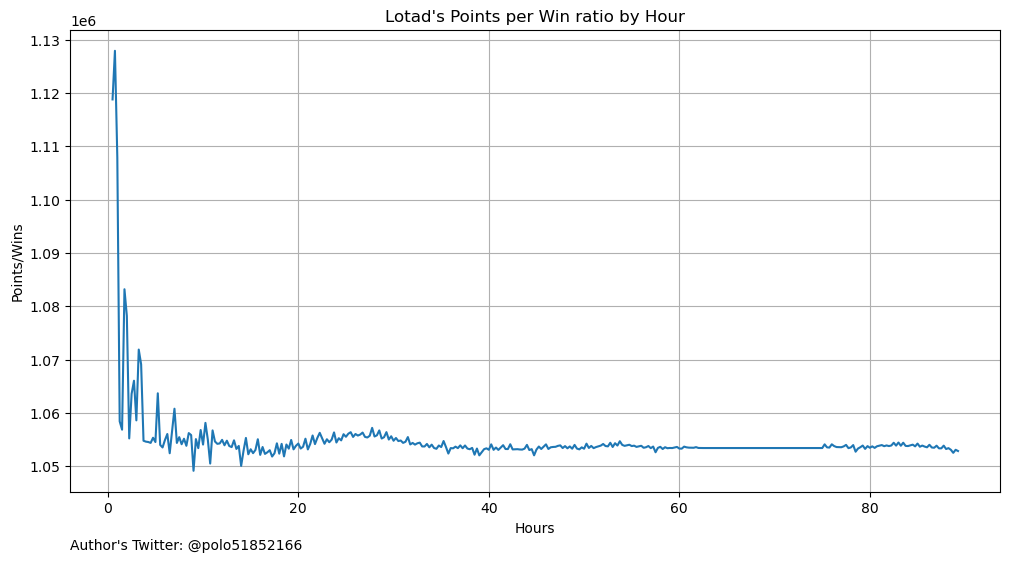 Lotad's Points per Win ratio by Hour
1e6
1.13
1.12
1.11
1.10
1.09
1.08
1.07
1.06
1.05
Points/Wins
0 20 40 60 80
Hours
Author's Twitter: @polo51852166